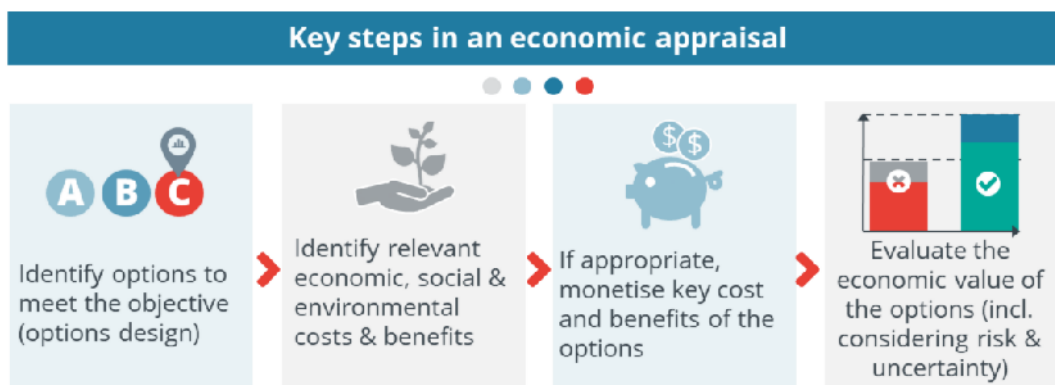 Key steps in an economic appraisal
A B C
Identify options to
meet the objective
(options design)
Identify relevant
economic, social &
environmental
costs & benefits
$ $
If appropriate,
monetise key cost
and benefits of the
options
Evaluate the
economic value of
the options (incl.
considering risk &
uncertainty)